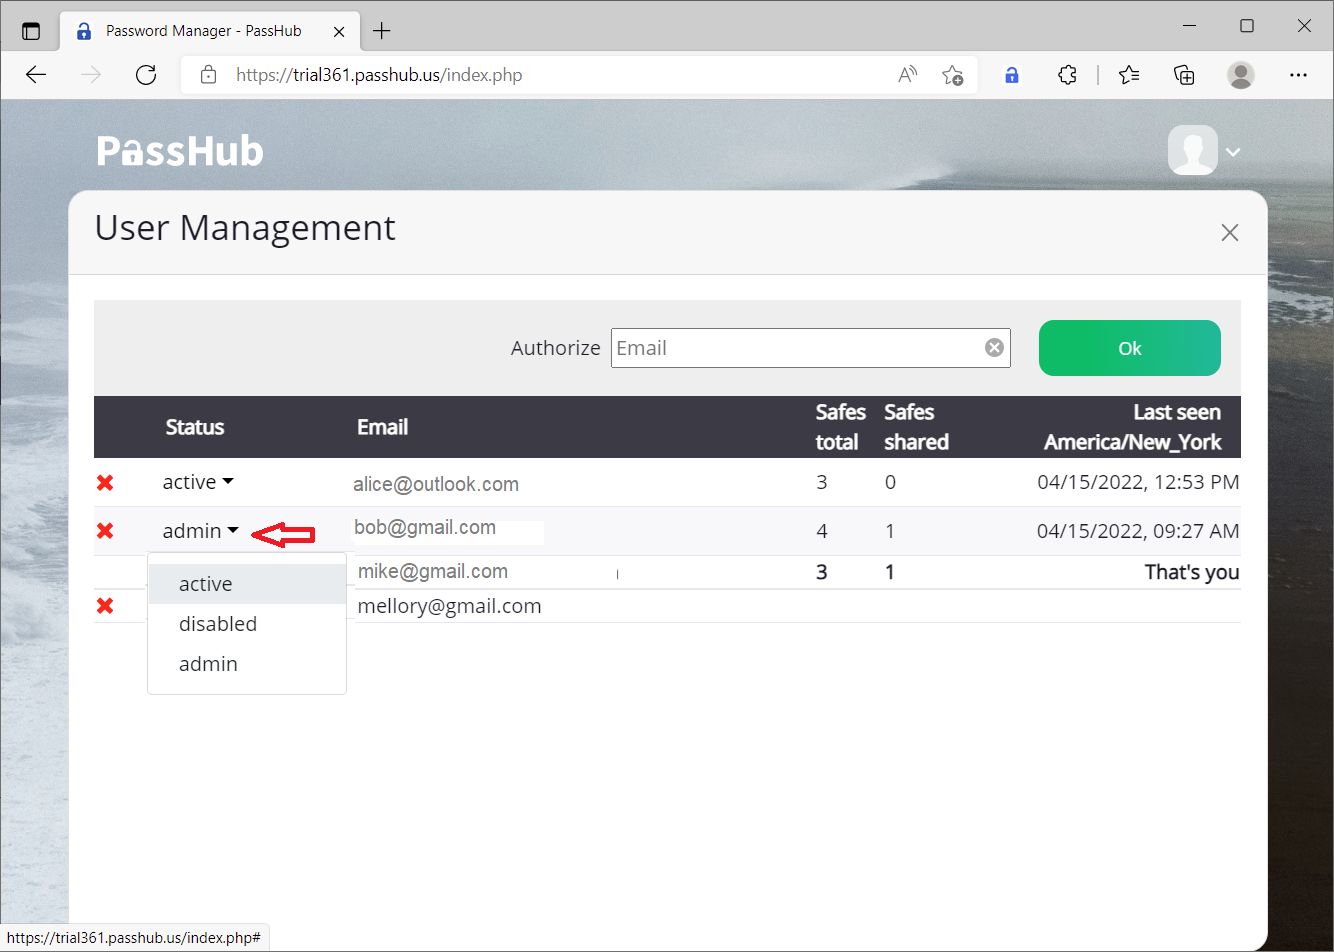 Password Manager - PassHub
https://trial361.passhub.us/index.php
PassHub
User Management
Authorize Email Ok
Status Email Safes total Safes shared Last seen America/New_York
active alice@outlook.com 3 0 04/15/2022, 12:53 PM
admin bob@gmail.com 4 1 04/15/2022, 09:27 AM
mike@gmail.com 3 1 That's you
active
mellory@gmail.com
disabled
admin
https://trial361.passhub.us/index.php#